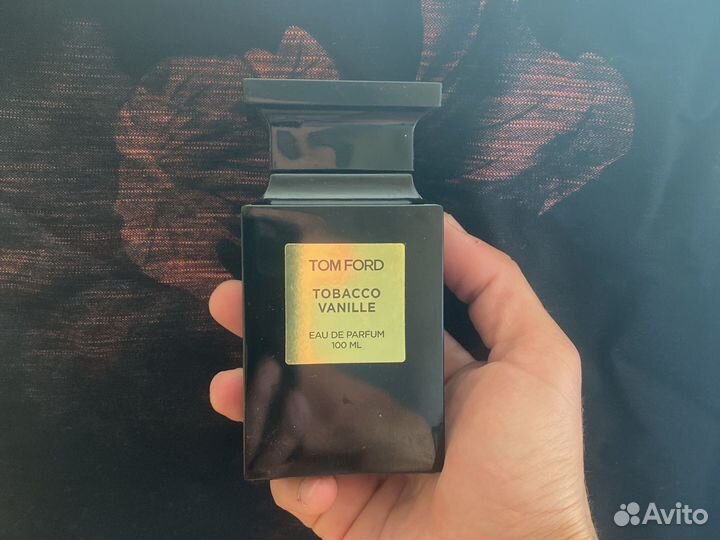 TOM FORD
TOBACCO
VANILLE
EAU DE PARFUM
100 ML
Avito